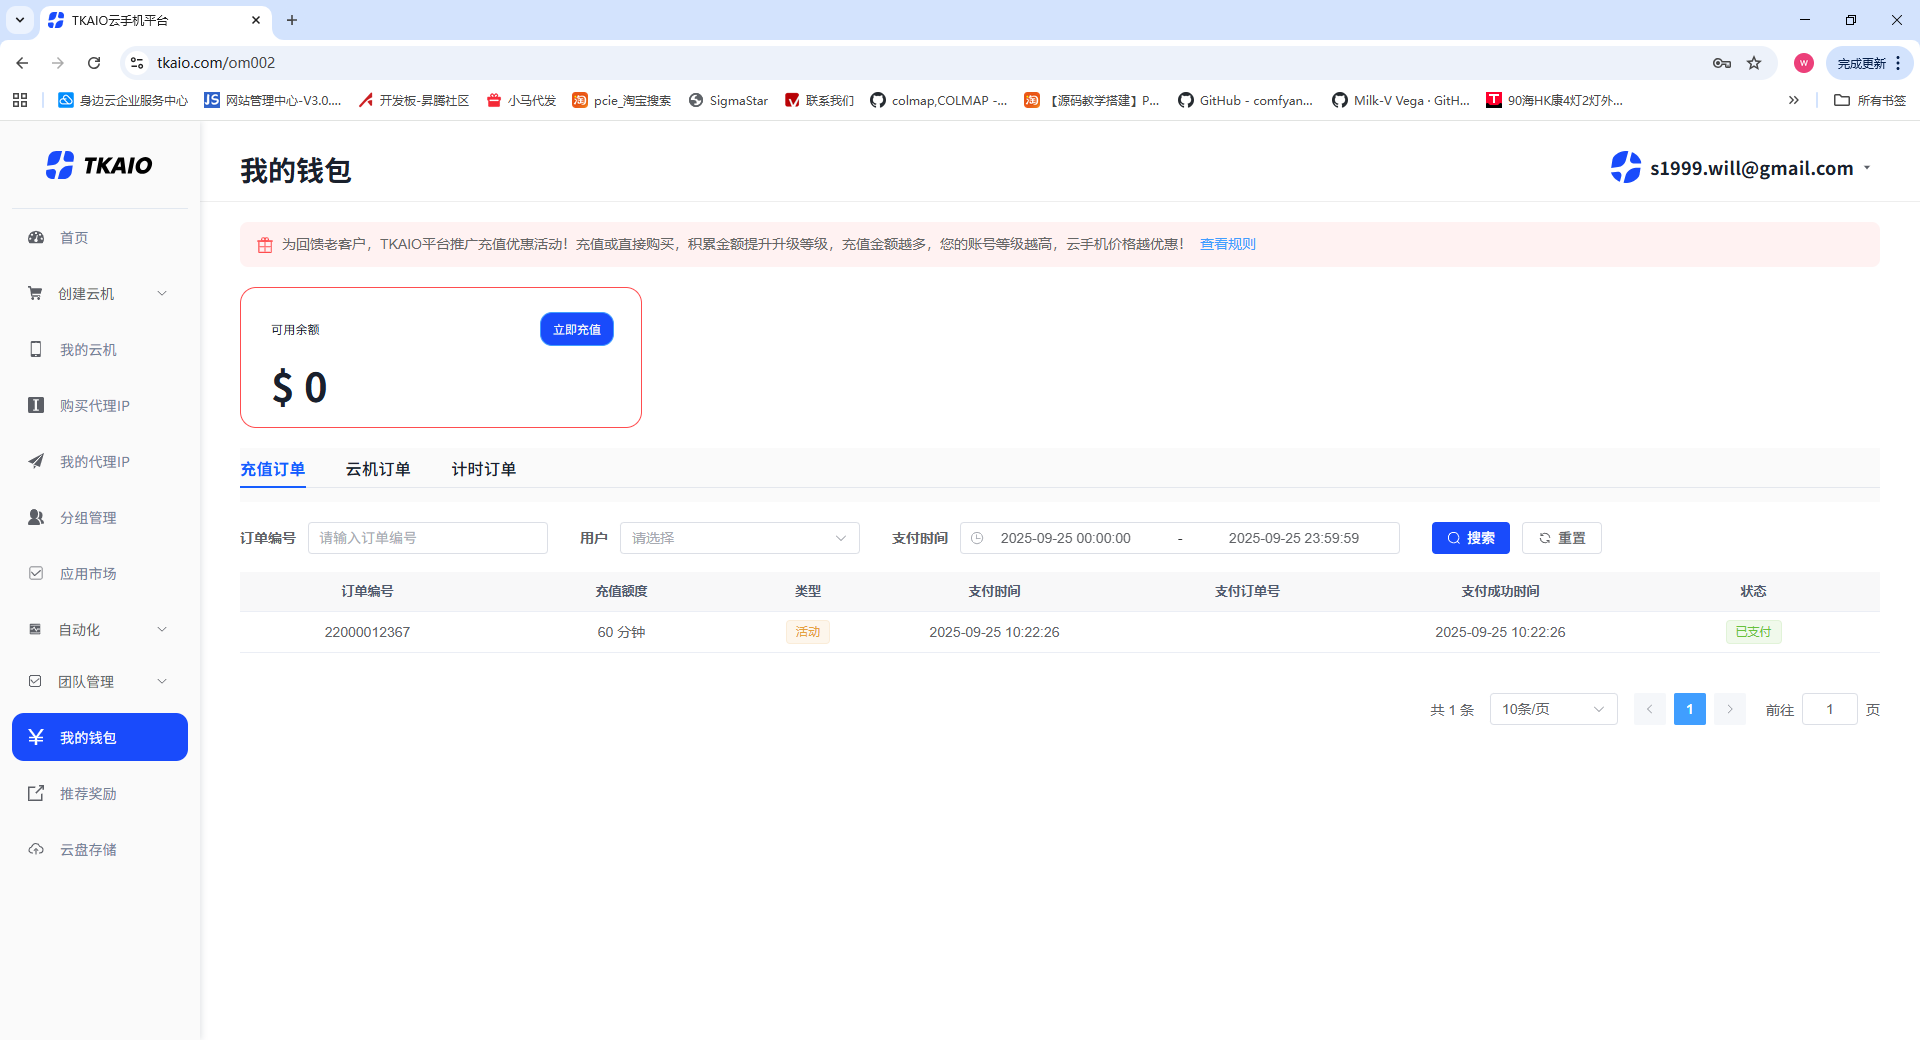 TKAIO云手机平台
tkaio.com/om002
W
完成更新
身边云企业服务中心
JS 网站管理中心-V3.0....
开发板-昇腾社区
小马代发
淘 pcie_淘宝搜索
SigmaStar
联系我们
colmap,COLMAP -...
淘 【源码教学搭建】P...
GitHub - comfyan...
Milk-V Vega · GitH...
T 90海HK康4灯2灯外...
所有书签
TKAIO
我的钱包
s1999.will@gmail.com
首页
创建云机
我的云机
购买代理IP
我的代理IP
分组管理
应用市场
自动化
团队管理
我的钱包
推荐奖励
云盘存储
为回馈老客户，TKAIO平台推广充值优惠活动！充值或直接购买，积累金额提升升级等级，充值金额越多，您的账号等级越高，云手机价格越优惠！ 查看规则
可用余额
立即充值
$ 0
充值订单 云机订单 计时订单
订单编号 请输入订单编号 用户 请选择 支付时间 2025-09-25 00:00:00 - 2025-09-25 23:59:59 搜索 重置
订单编号 充值额度 类型 支付时间 支付订单号 支付成功时间 状态
22000012367 60 分钟 活动 2025-09-25 10:22:26 2025-09-25 10:22:26 已支付
共 1 条 10条/页 1 前往 1 页